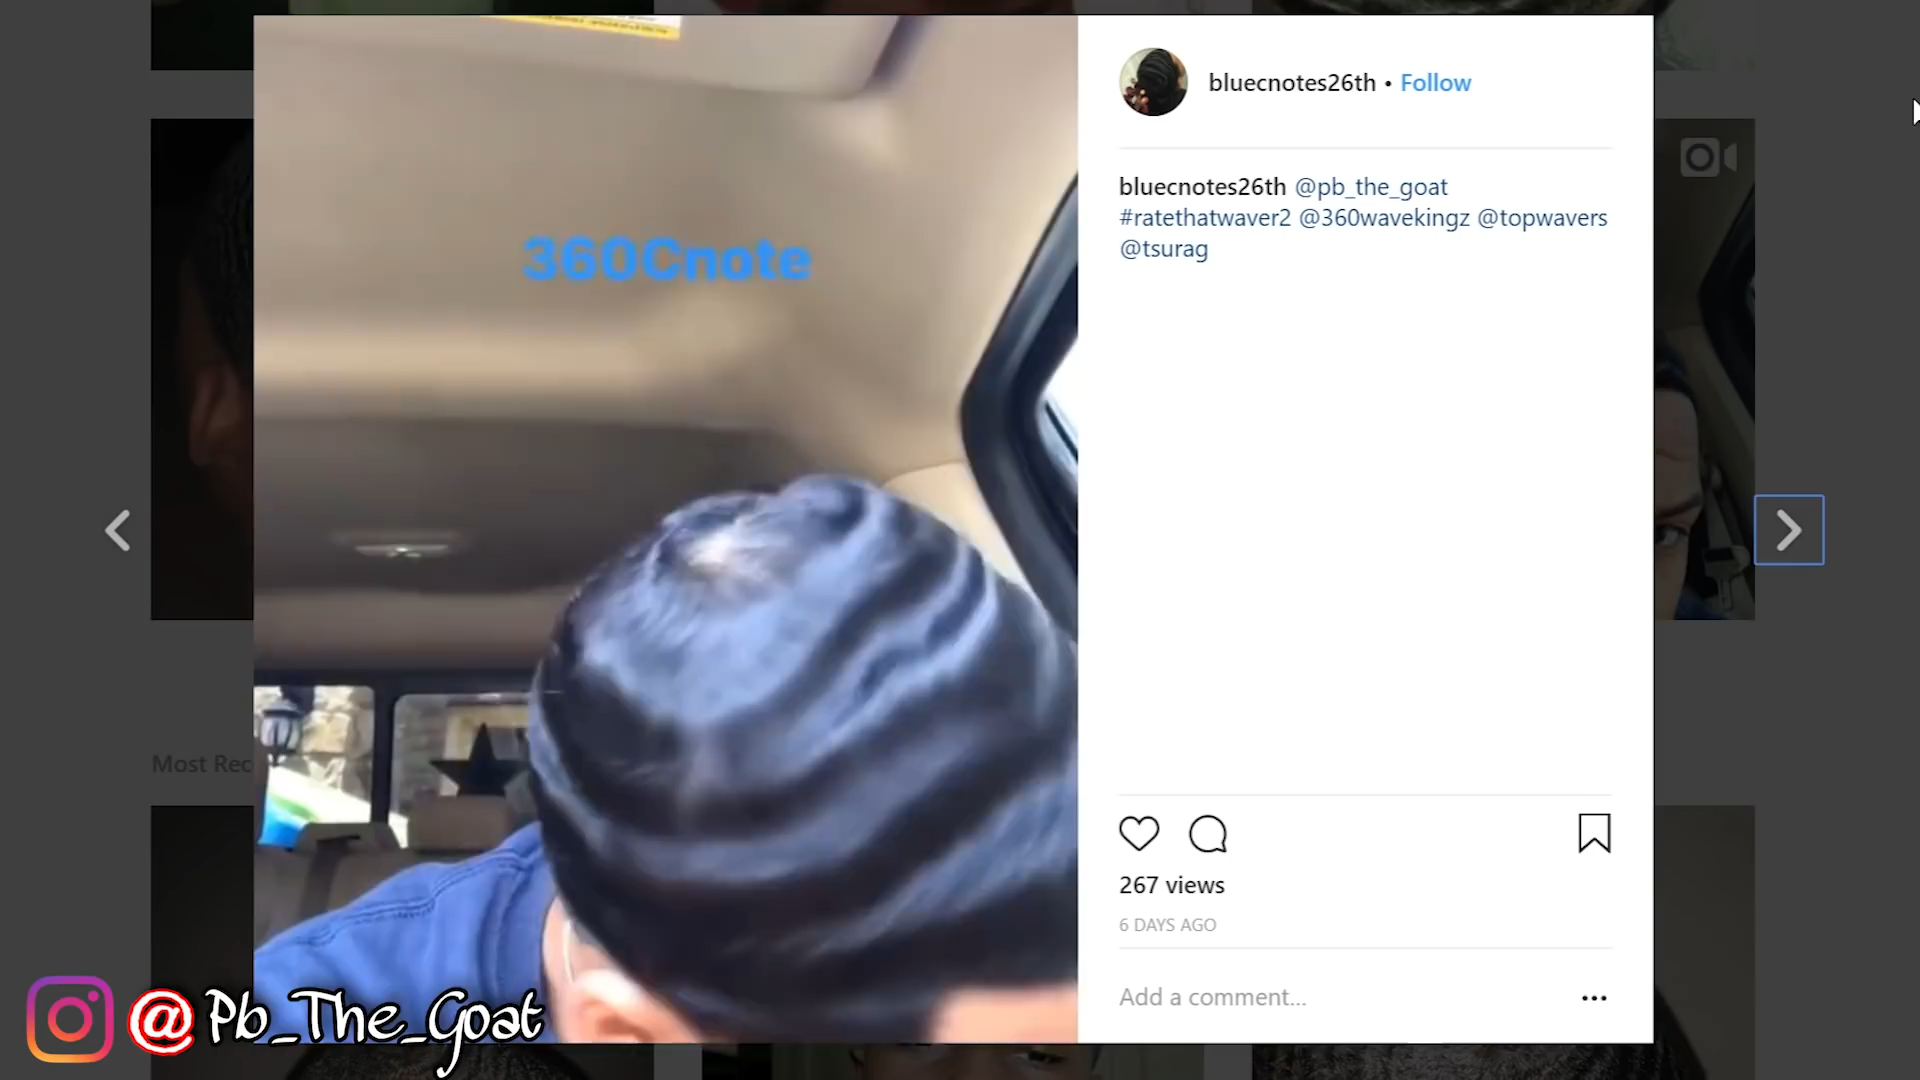 bluecnotes26th • Follow
360Cnote
bluecnotes26th @pb_the_goat
#ratethatwaver2 @360wavekingz @topwavers
@tsurag
Most Rec
267 views
6 DAYS AGO
Add a comment...
@Pb_The_Goat